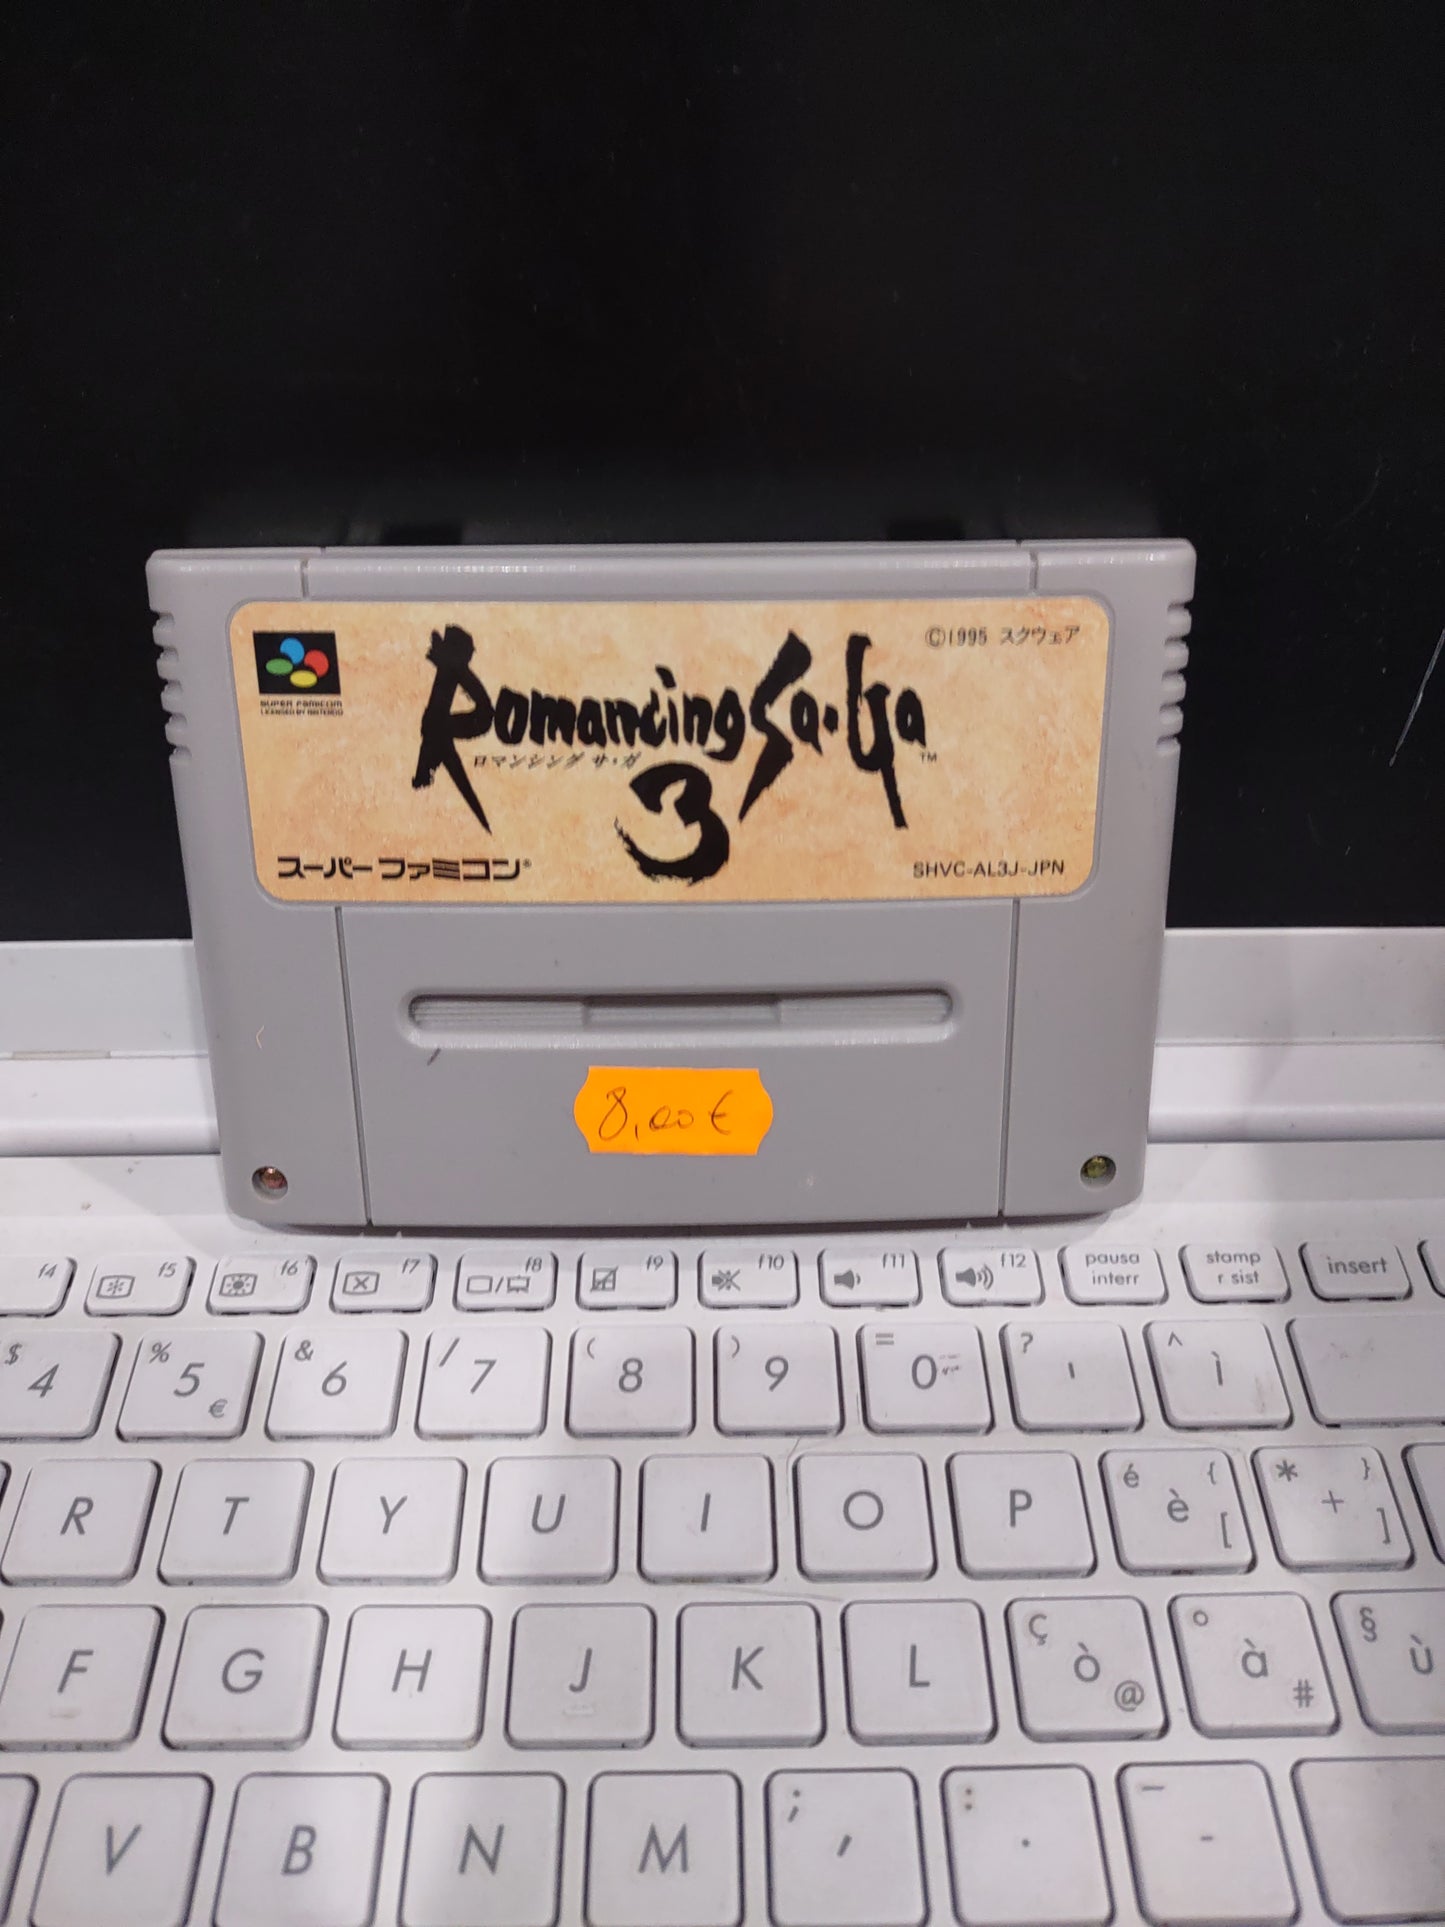 ©1995 スクウェア
SUPER FAMICOM
LICENSED BY NINTENDO
Romancing Sa·Ga™
ロマンシング サ・ガ
3
スーパーファミコン®
SHVC-AL3J-JPN
8,00€
f4 f5 f6 f7 f8 f9 f10 f11 f12 pausa interr stamp r sist insert
$ 4 % 5 € & 6 / 7 ( 8 ) 9 = 0 ? ' ^ ì
R T Y U I O P é è { [ * + } ]
F G H J K L ç ò @ ° à # § ù
V B N M ; , : . _ -